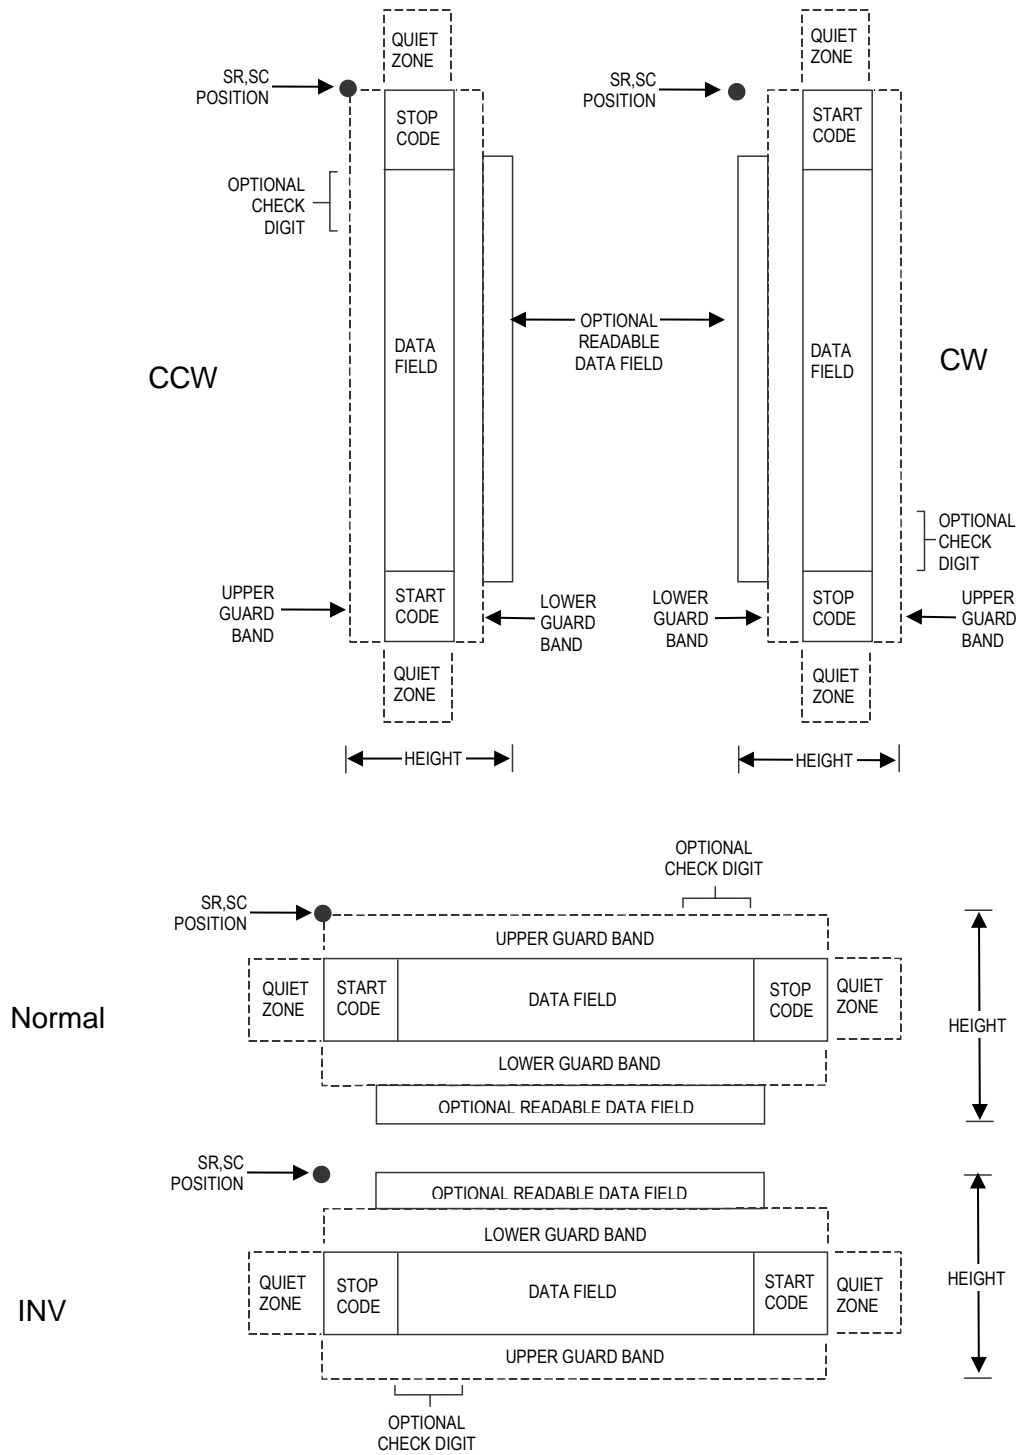 QUIET
ZONE
SR,SC
POSITION
STOP
CODE
OPTIONAL
CHECK
DIGIT
DATA
FIELD
CCW
UPPER
GUARD
BAND
START
CODE
LOWER
GUARD
BAND
QUIET
ZONE
HEIGHT
OPTIONAL
READABLE
DATA FIELD
QUIET
ZONE
SR,SC
POSITION
START
CODE
DATA
FIELD
CW
OPTIONAL
CHECK
DIGIT
LOWER
GUARD
BAND
STOP
CODE
UPPER
GUARD
BAND
QUIET
ZONE
HEIGHT
OPTIONAL
CHECK DIGIT
SR,SC
POSITION
UPPER GUARD BAND
Normal
QUIET
ZONE
START
CODE
DATA FIELD
STOP
CODE
QUIET
ZONE
HEIGHT
LOWER GUARD BAND
OPTIONAL READABLE DATA FIELD
SR,SC
POSITION
OPTIONAL READABLE DATA FIELD
LOWER GUARD BAND
INV
QUIET
ZONE
STOP
CODE
DATA FIELD
START
CODE
QUIET
ZONE
HEIGHT
UPPER GUARD BAND
OPTIONAL
CHECK DIGIT